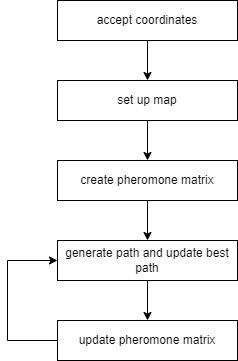 accept coordinates
set up map
create pheromone matrix
generate path and update best
path
update pheromone matrix